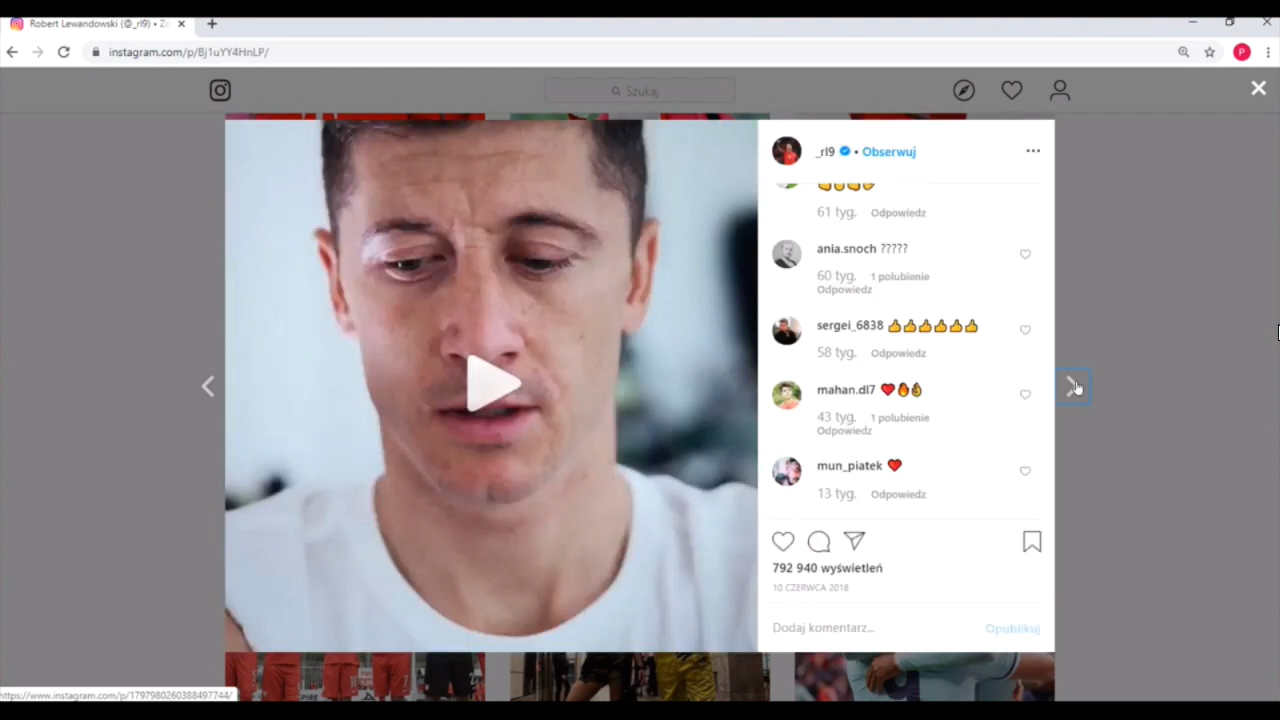 Robert Lewandowski (@_rl9) • Z
instagram.com/p/Bj1uYY4HnLP/
P
Szukaj
_rl9 • Obserwuj
61 tyg. Odpowiedz
ania.snoch ?????
60 tyg. 1 polubienie
Odpowiedz
sergei_6838 👍👍👍👍👍👍
58 tyg. Odpowiedz
mahan.dl7 ❤️✋👌
43 tyg. 1 polubienie
Odpowiedz
mun_piatek ❤️
13 tyg. Odpowiedz
792 940 wyświetleń
10 CZERWCA 2018
Dodaj komentarz...
Opublikuj
https://www.instagram.com/p/1797980260388497744/